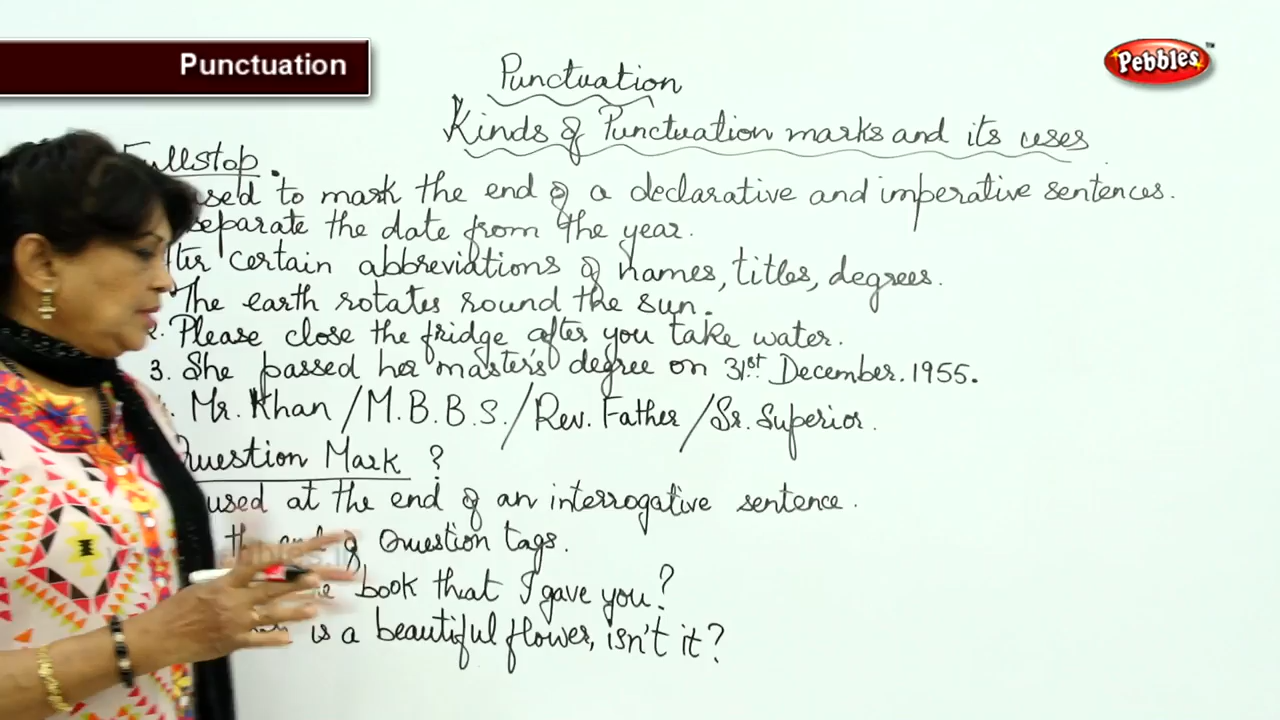 Punctuation
Pebbles™
Punctuation
Kinds of Punctuation marks and its uses
Fullstop .
used to mark the end of a declarative and imperative sentences.
separate the date from the year.
certain abbreviations of names, titles, degrees.
The earth rotates round the sun.
2. Please close the fridge after you take water.
3. She passed her master's degree on 31st December. 1955.
Mr. Khan / M.B.B.S. / Rev. Father / Sr. Superior.
Question Mark ?
used at the end of an interrogative sentence.
the end of Question tags.
book that I gave you?
is a beautiful flower, isn't it?